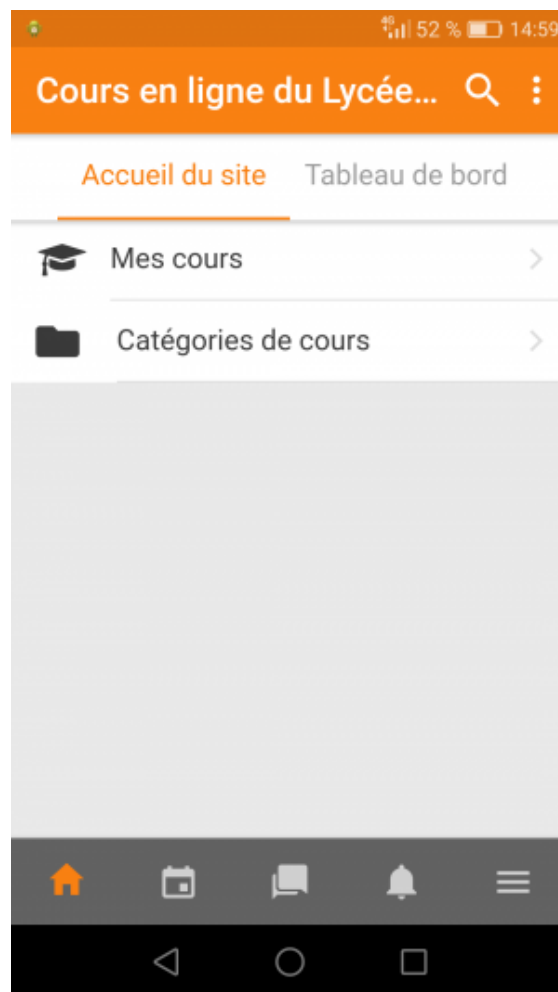 4G 52 % 14:59
Cours en ligne du Lycée...
Accueil du site Tableau de bord
Mes cours
Catégories de cours